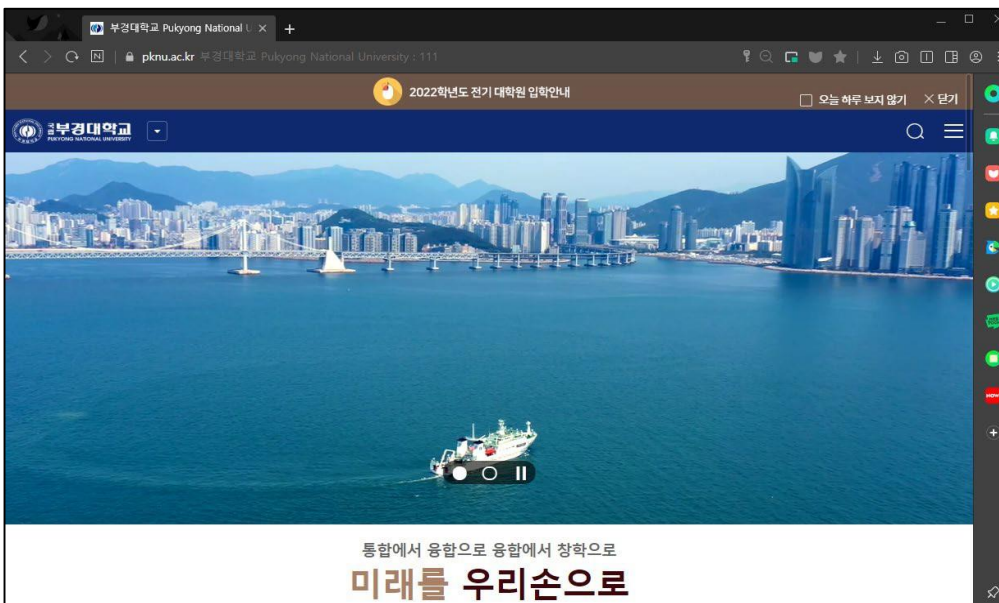 부경대학교 Pukyong National U
pknu.ac.kr 부경대학교 Pukyong National University : 111
2022학년도 전기 대학원 입학안내
오늘 하루 보지 않기
닫기
국립부경대학교
PUKYONG NATIONAL UNIVERSITY
통합에서 융합으로 융합에서 창학으로
미래를 우리손으로